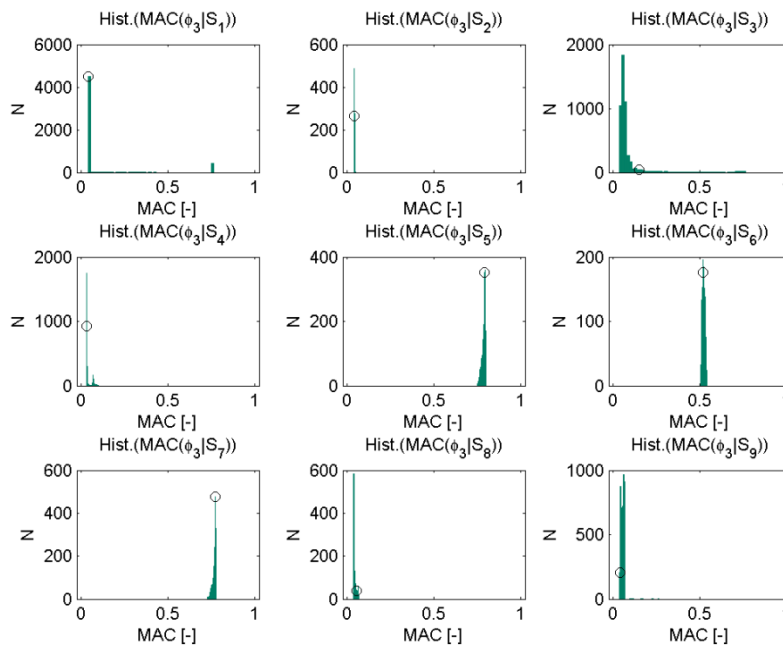 Hist.(MAC(ϕ₃|S₁)) Hist.(MAC(ϕ₃|S₂)) Hist.(MAC(ϕ₃|S₃))
6000 600 2000
4000 400
N N N 1000
2000 200
0 0 0
0 0.5 1 0 0.5 1 0 0.5
MAC [-] MAC [-] MAC [-]
Hist.(MAC(ϕ₃|S₄)) Hist.(MAC(ϕ₃|S₅)) Hist.(MAC(ϕ₃|S₆))
2000 400 200
N 1000 N 200 N 100
0 0 0
0 0.5 1 0 0.5 1 0 0.5
MAC [-] MAC [-] MAC [-]
Hist.(MAC(ϕ₃|S₇)) Hist.(MAC(ϕ₃|S₈)) Hist.(MAC(ϕ₃|S₉))
600 600 1000
400 400
N N N 500
200 200
0 0 0
0 0.5 1 0 0.5 1 0 0.5
MAC [-] MAC [-] MAC [-]